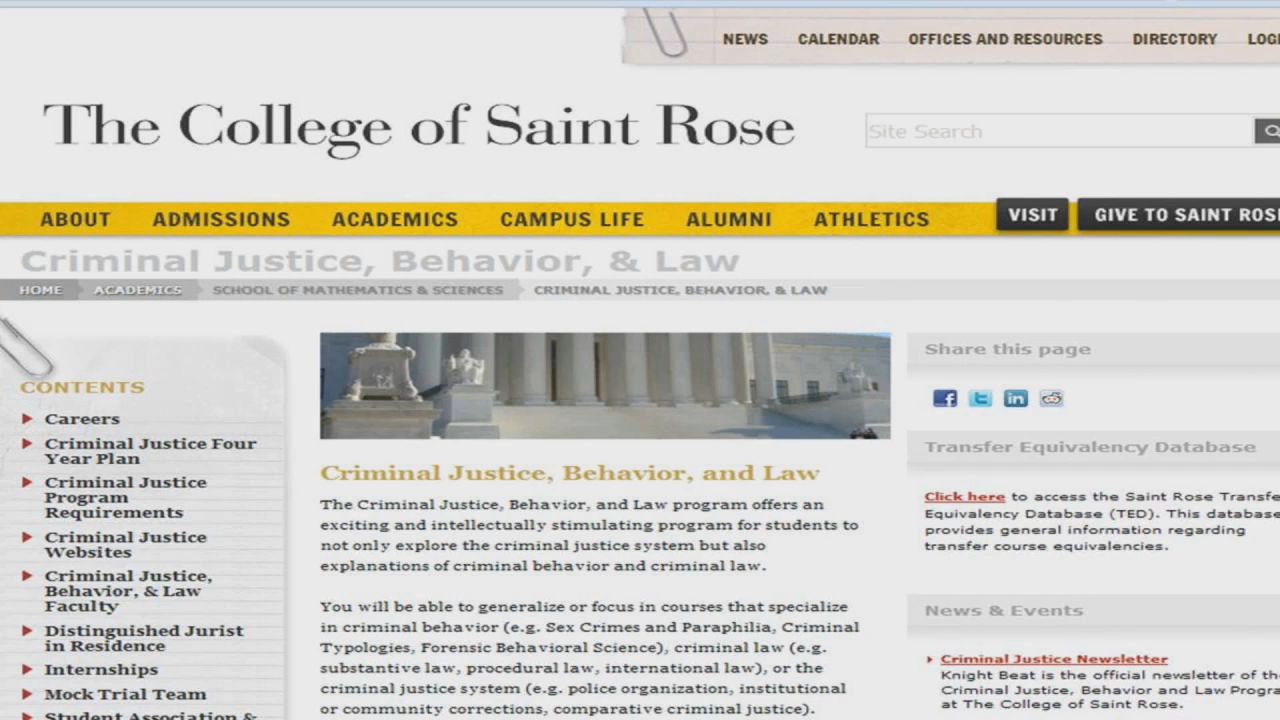 NEWS CALENDAR OFFICES AND RESOURCES DIRECTORY
The College of Saint Rose
Site Search
ABOUT ADMISSIONS ACADEMICS CAMPUS LIFE ALUMNI ATHLETICS VISIT GIVE TO SAINT ROSE
Criminal Justice, Behavior, & Law
HOME ACADEMICS SCHOOL OF MATHEMATICS & SCIENCES CRIMINAL JUSTICE, BEHAVIOR, & LAW
CONTENTS
Careers
Criminal Justice Four
Year Plan
Criminal Justice
Program
Requirements
Criminal Justice
Websites
Criminal Justice,
Behavior, & Law
Faculty
Distinguished Jurist
in Residence
Internships
Mock Trial Team
Student Association &
Criminal Justice, Behavior, and Law
The Criminal Justice, Behavior, and Law program offers an
exciting and intellectually stimulating program for students to
not only explore the criminal justice system but also
explanations of criminal behavior and criminal law.
You will be able to generalize or focus in courses that specialize
in criminal behavior (e.g. Sex Crimes and Paraphilia, Criminal
Typologies, Forensic Behavioral Science), criminal law (e.g.
substantive law, procedural law, international law), or the
criminal justice system (e.g. police organization, institutional
or community corrections, comparative criminal justice).
Share this page
Transfer Equivalency Database
Click here to access the Saint Rose Transfe
Equivalency Database (TED). This database
provides general information regarding
transfer course equivalencies.
News & Events
Criminal Justice Newsletter
Knight Beat is the official newsletter of th
Criminal Justice, Behavior and Law Progra
at The College of Saint Rose.